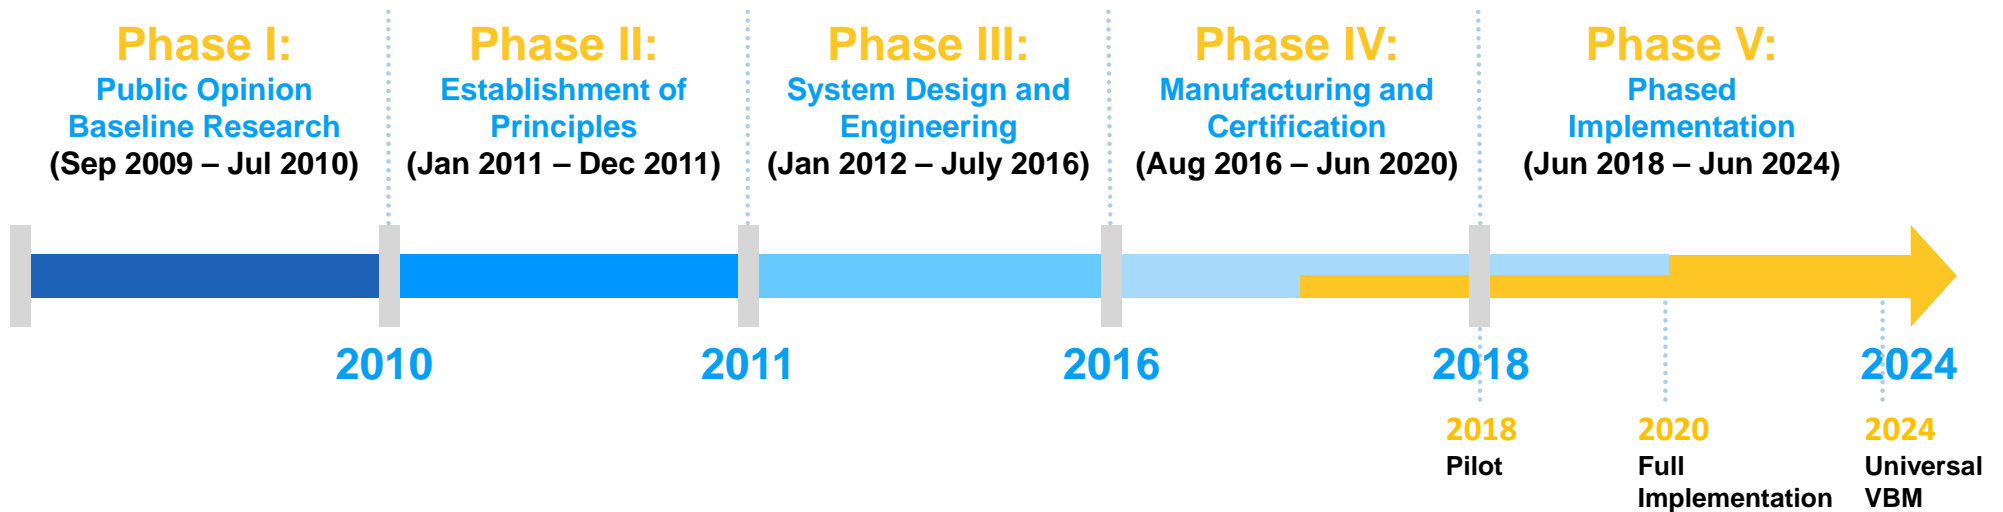 Phase I:
Public Opinion
Baseline Research
(Sep 2009 – Jul 2010)
Phase II:
Establishment of
Principles
(Jan 2011 – Dec 2011)
Phase III:
System Design and
Engineering
(Jan 2012 – July 2016)
Phase IV:
Manufacturing and
Certification
(Aug 2016 – Jun 2020)
Phase V:
Phased
Implementation
(Jun 2018 – Jun 2024)
2010
2011
2016
2018
2024
2018
Pilot
2020
Full
Implementation
2024
Universal
VBM